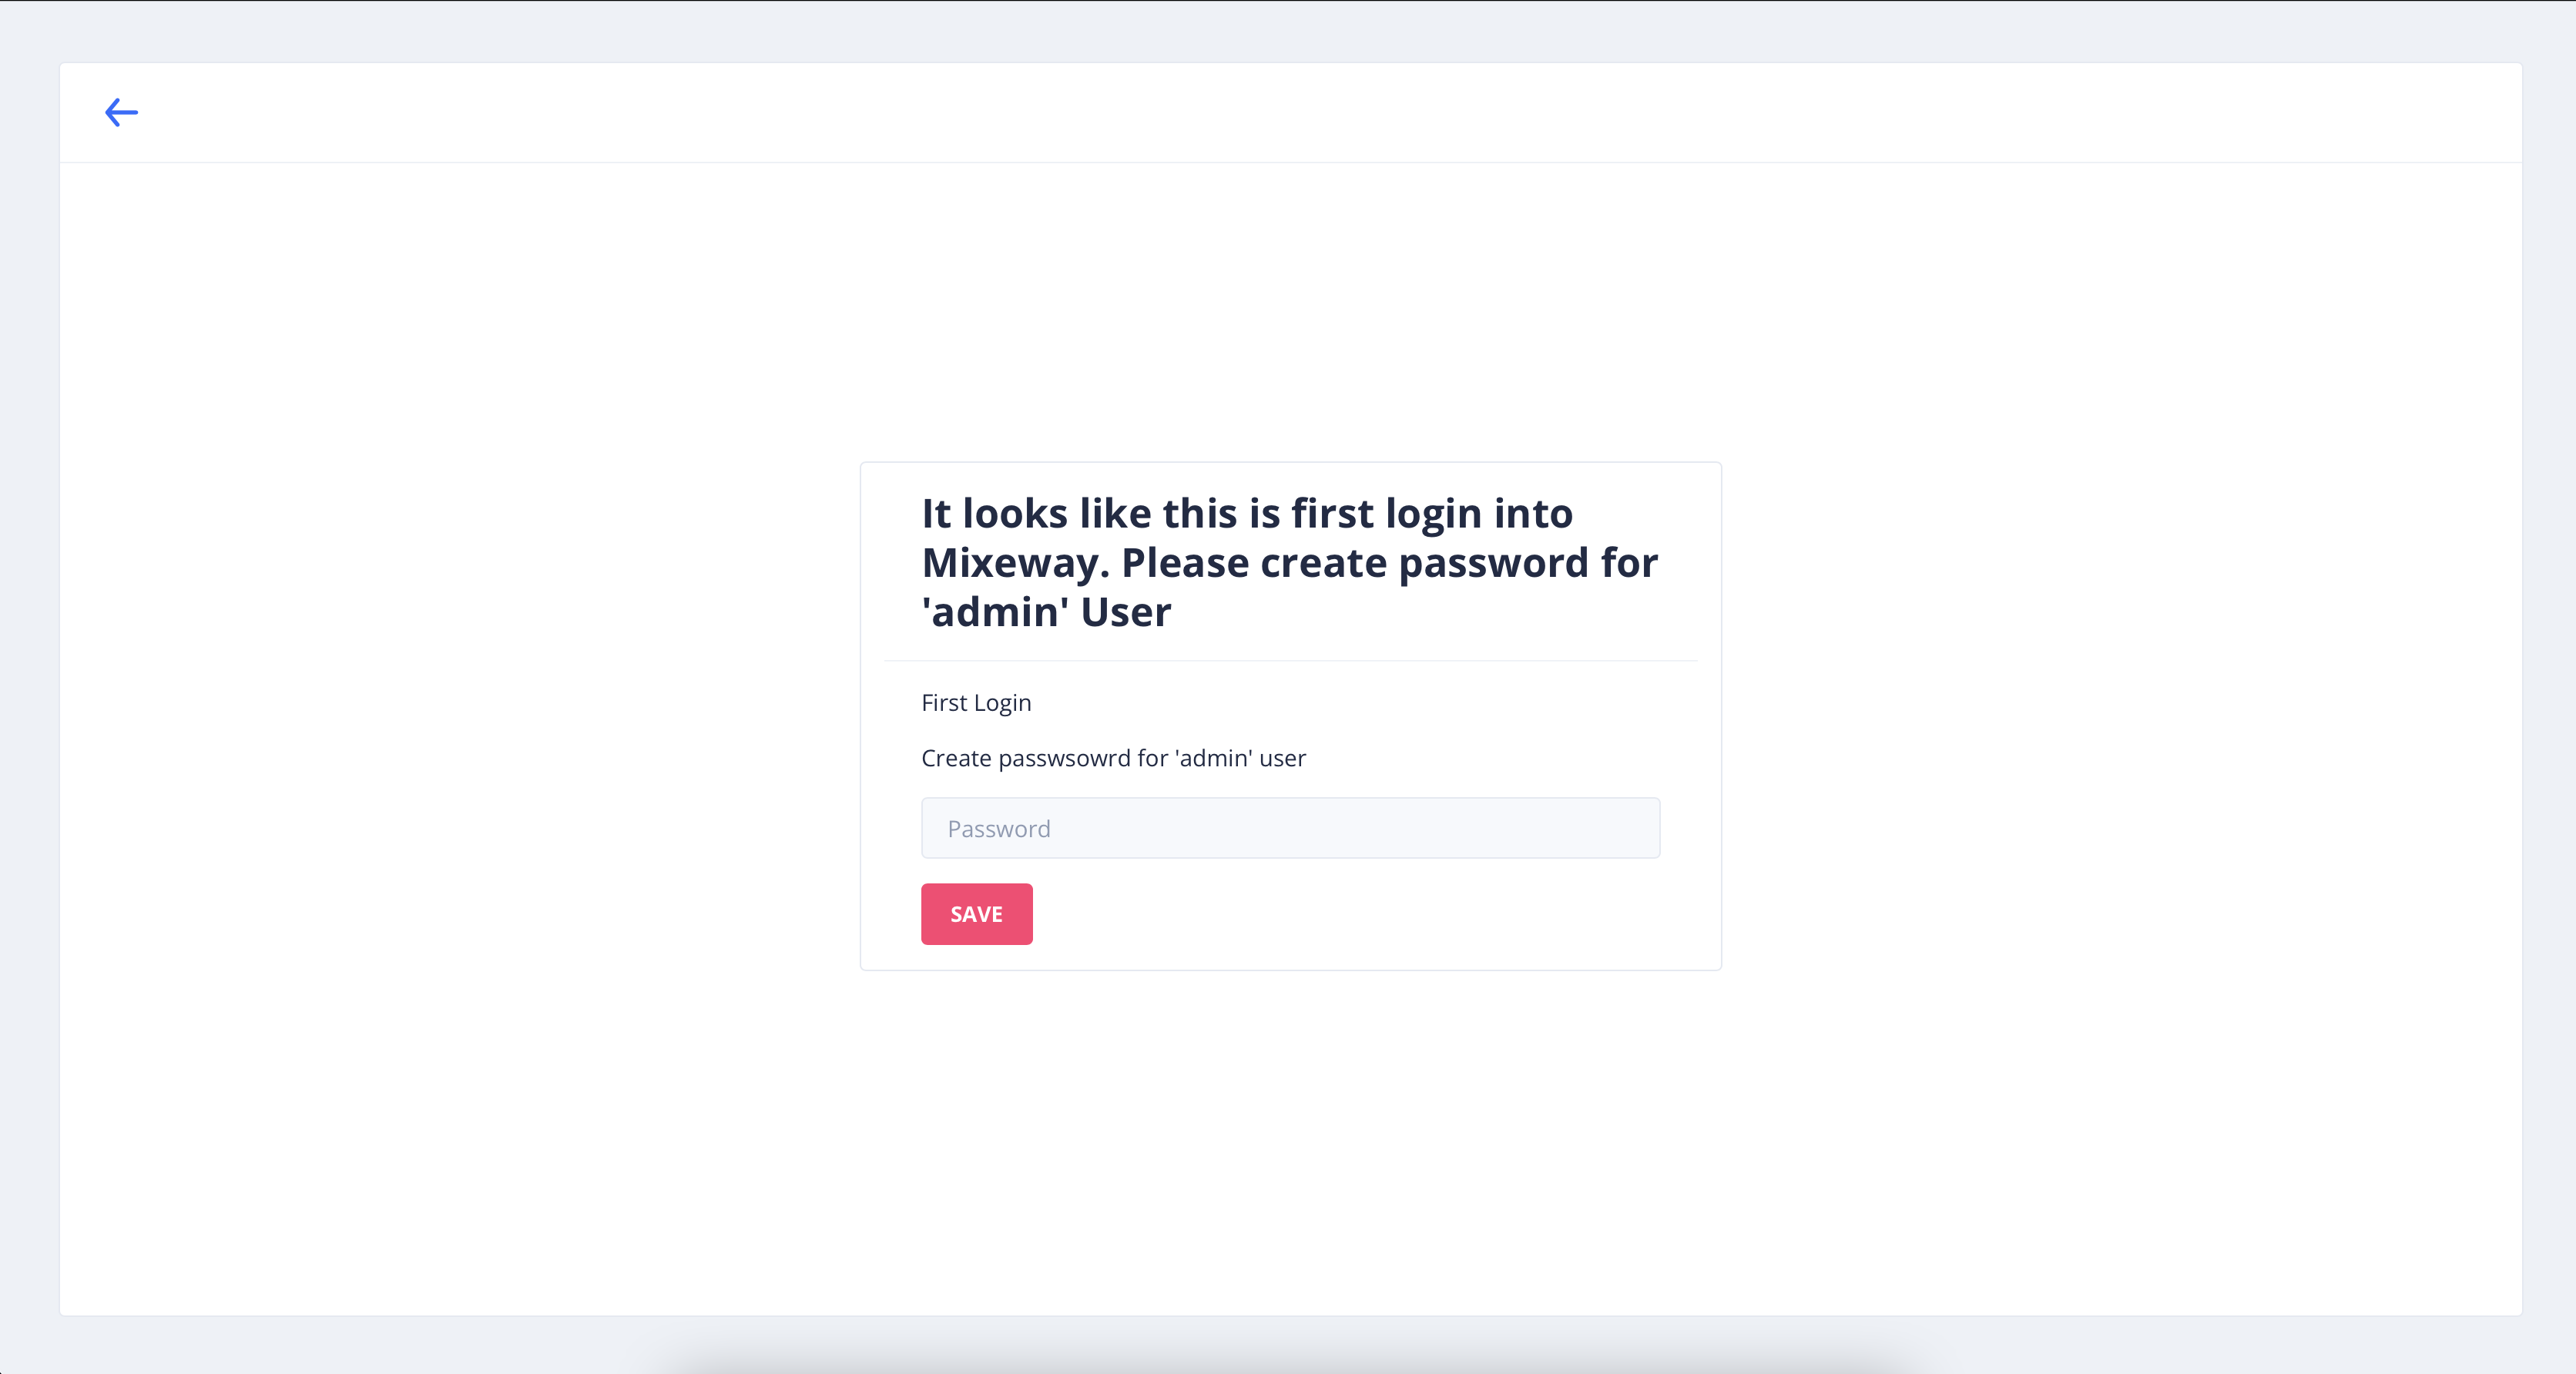 It looks like this is first login into
Mixeway. Please create password for
'admin' User
First Login
Create passwsowrd for 'admin' user
Password
SAVE